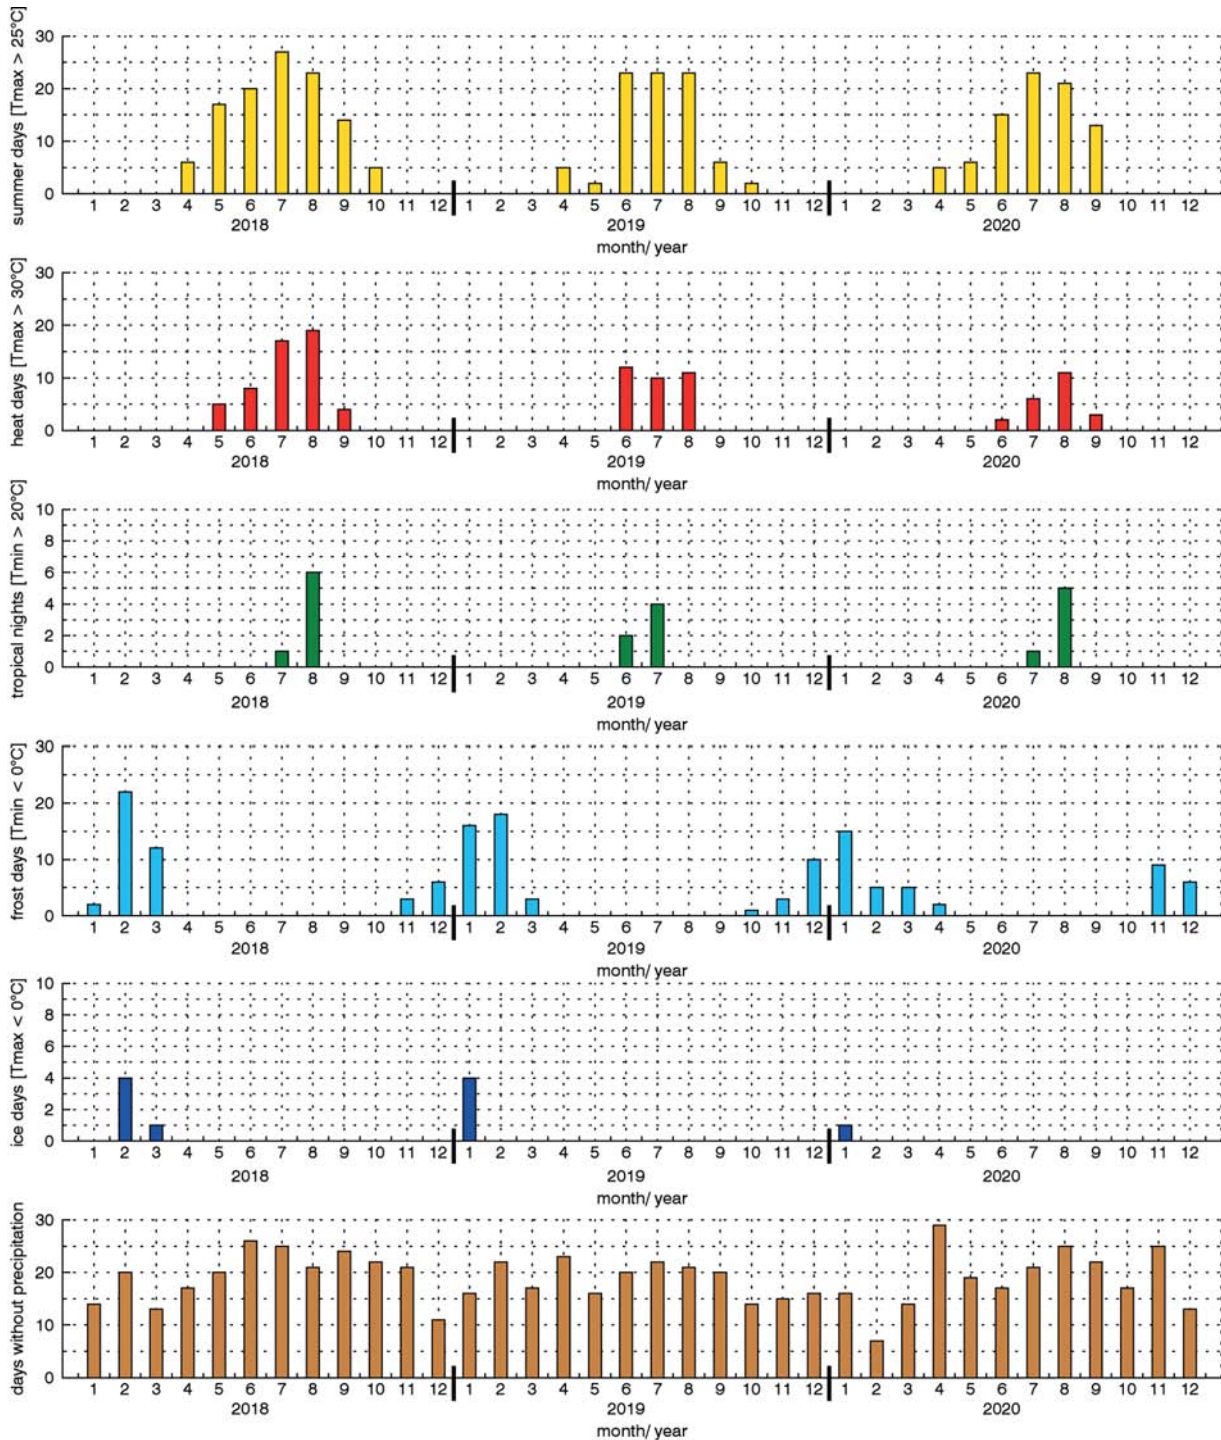 summer days [Tmax > 25°C]
30
20
10
0
1 2 3 4 5 6 7 8 9 10 11 12 1 2 3 4 5 6 7 8 9 10 11 12 1 2 3 4 5 6 7 8 9 10 11 12
2018 2019 2020
month/ year
heat days [Tmax > 30°C]
30
20
10
0
1 2 3 4 5 6 7 8 9 10 11 12 1 2 3 4 5 6 7 8 9 10 11 12 1 2 3 4 5 6 7 8 9 10 11 12
2018 2019 2020
month/ year
tropical nights [Tmin > 20°C]
10
8
6
4
2
0
1 2 3 4 5 6 7 8 9 10 11 12 1 2 3 4 5 6 7 8 9 10 11 12 1 2 3 4 5 6 7 8 9 10 11 12
2018 2019 2020
month/ year
frost days [Tmin < 0°C]
30
20
10
0
1 2 3 4 5 6 7 8 9 10 11 12 1 2 3 4 5 6 7 8 9 10 11 12 1 2 3 4 5 6 7 8 9 10 11 12
2018 2019 2020
month/ year
ice days [Tmax < 0°C]
10
8
6
4
2
0
1 2 3 4 5 6 7 8 9 10 11 12 1 2 3 4 5 6 7 8 9 10 11 12 1 2 3 4 5 6 7 8 9 10 11 12
2018 2019 2020
month/ year
days without precipitation
30
20
10
0
1 2 3 4 5 6 7 8 9 10 11 12 1 2 3 4 5 6 7 8 9 10 11 12 1 2 3 4 5 6 7 8 9 10 11 12
2018 2019 2020
month/ year